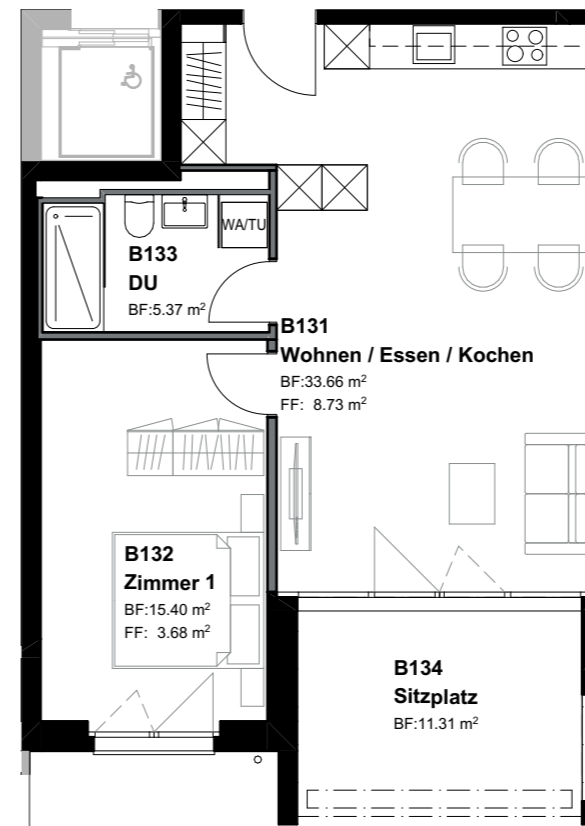 WA/TU
B133
DU
BF:5.37 m²
B131
Wohnen / Essen / Kochen
BF:33.66 m²
FF: 8.73 m²
B132
Zimmer 1
BF:15.40 m²
FF: 3.68 m²
B134
Sitzplatz
BF:11.31 m²